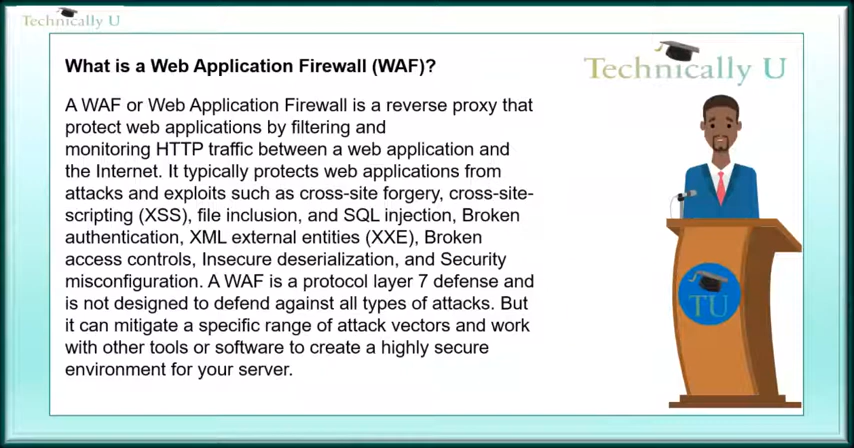 Technically U
What is a Web Application Firewall (WAF)?
Technically U
A WAF or Web Application Firewall is a reverse proxy that
protect web applications by filtering and
monitoring HTTP traffic between a web application and
the Internet. It typically protects web applications from
attacks and exploits such as cross-site forgery, cross-site-
scripting (XSS), file inclusion, and SQL injection, Broken
authentication, XML external entities (XXE), Broken
access controls, Insecure deserialization, and Security
misconfiguration. A WAF is a protocol layer 7 defense and
is not designed to defend against all types of attacks. But
it can mitigate a specific range of attack vectors and work
with other tools or software to create a highly secure
environment for your server.
TU